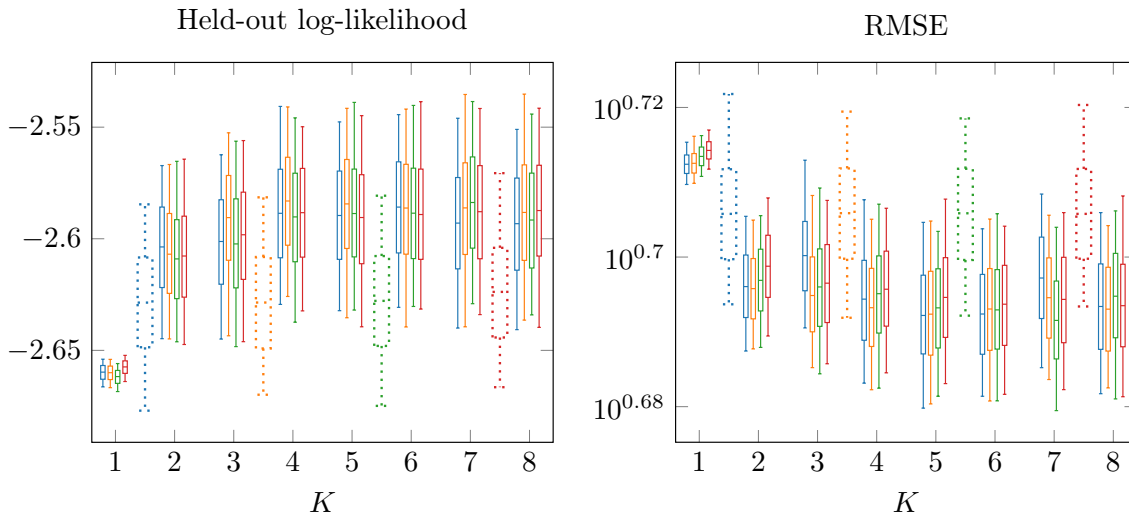 Held-out log-likelihood
−2.55
−2.6
−2.65
1 2 3 4 5 6 7 8
K
RMSE
10^0.72
10^0.7
10^0.68
1 2 3 4 5 6 7 8
K